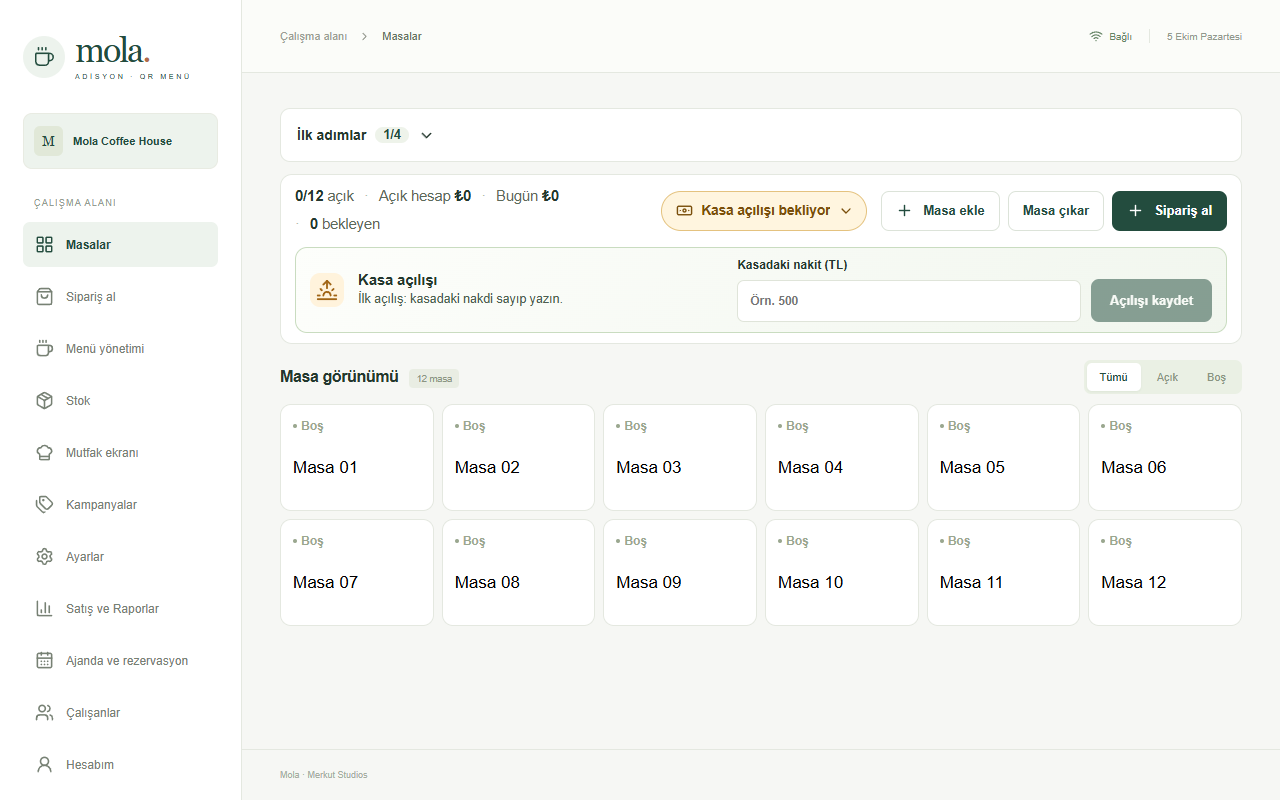 mola.
ADİSYON · QR MENÜ
M
Mola Coffee House
ÇALIŞMA ALANI
Masalar
Sipariş al
Menü yönetimi
Stok
Mutfak ekranı
Kampanyalar
Ayarlar
Satış ve Raporlar
Ajanda ve rezervasyon
Çalışanlar
Hesabım
Çalışma alanı > Masalar
Bağlı
5 Ekim Pazartesi
İlk adımlar 1/4
0/12 açık · Açık hesap ₺0 · Bugün ₺0
· 0 bekleyen
Kasa açılışı bekliyor
+ Masa ekle
Masa çıkar
+ Sipariş al
Kasa açılışı
İlk açılış: kasadaki nakdi sayıp yazın.
Kasadaki nakit (TL)
Örn. 500
Açılışı kaydet
Masa görünümü 12 masa
Tümü Açık Boş
• Boş • Boş • Boş • Boş • Boş • Boş
Masa 01 Masa 02 Masa 03 Masa 04 Masa 05 Masa 06
• Boş • Boş • Boş • Boş • Boş • Boş
Masa 07 Masa 08 Masa 09 Masa 10 Masa 11 Masa 12
Mola · Merkut Studios